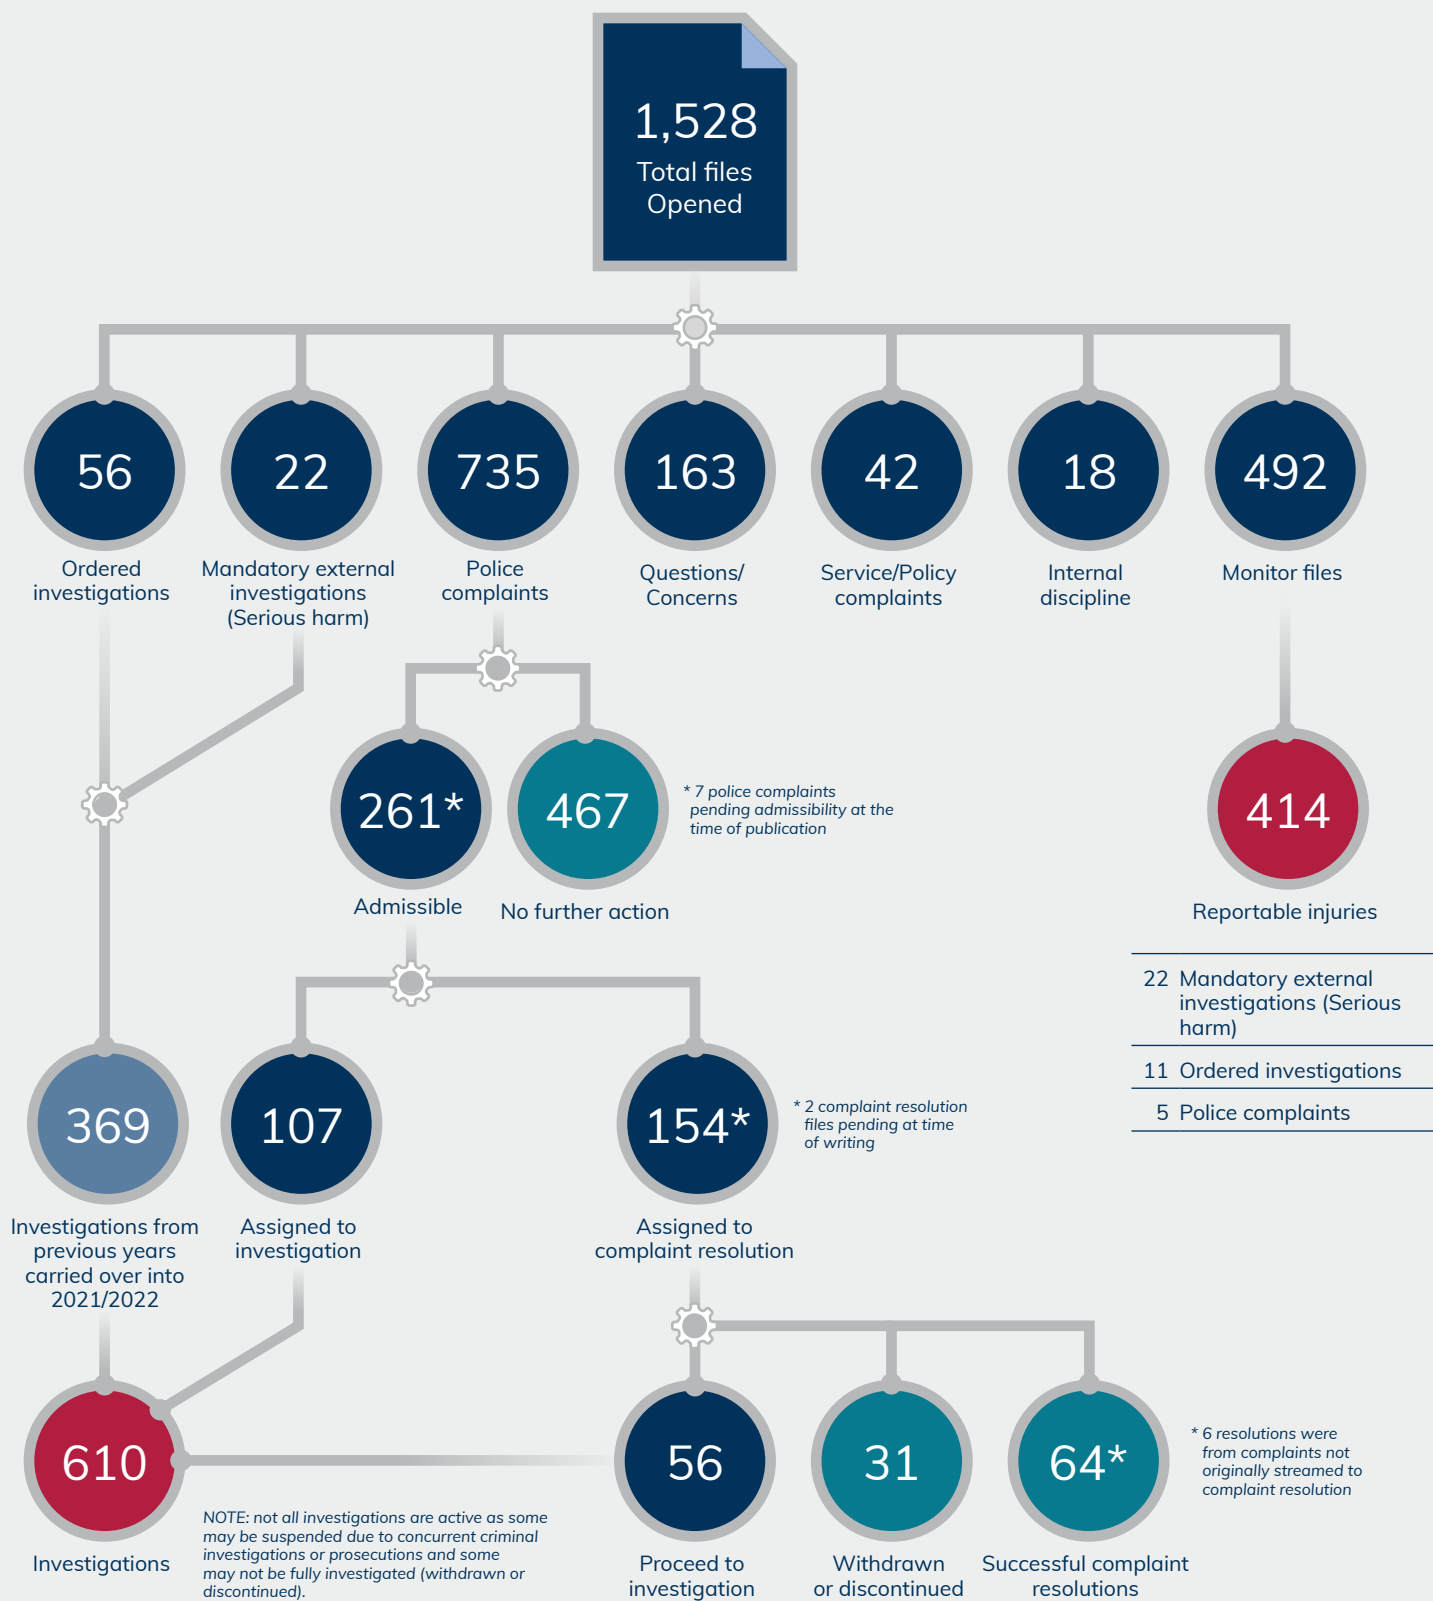 1,528
Total files
Opened
56
Ordered
investigations
22
Mandatory external
investigations
(Serious harm)
735
Police
complaints
163
Questions/
Concerns
42
Service/Policy
complaints
18
Internal
discipline
492
Monitor files
261*
Admissible
467
No further action
* 7 police complaints
pending admissibility at the
time of publication
414
Reportable injuries
22 Mandatory external
investigations (Serious
harm)
11 Ordered investigations
5 Police complaints
369
Investigations from
previous years
carried over into
2021/2022
107
Assigned to
investigation
154*
Assigned to
complaint resolution
* 2 complaint resolution
files pending at time
of writing
610
Investigations
NOTE: not all investigations are active as some
may be suspended due to concurrent criminal
investigations or prosecutions and some
may not be fully investigated (withdrawn or
discontinued).
56
Proceed to
investigation
31
Withdrawn
or discontinued
64*
Successful complaint
resolutions
* 6 resolutions were
from complaints not
originally streamed to
complaint resolution